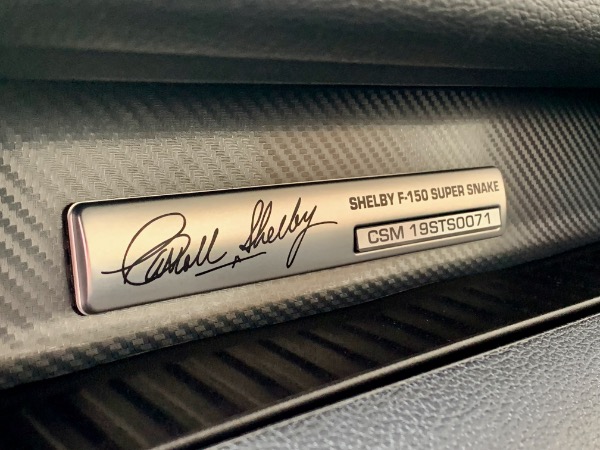 Carroll Shelby
SHELBY F-150 SUPER SNAKE
CSM 19STS0071